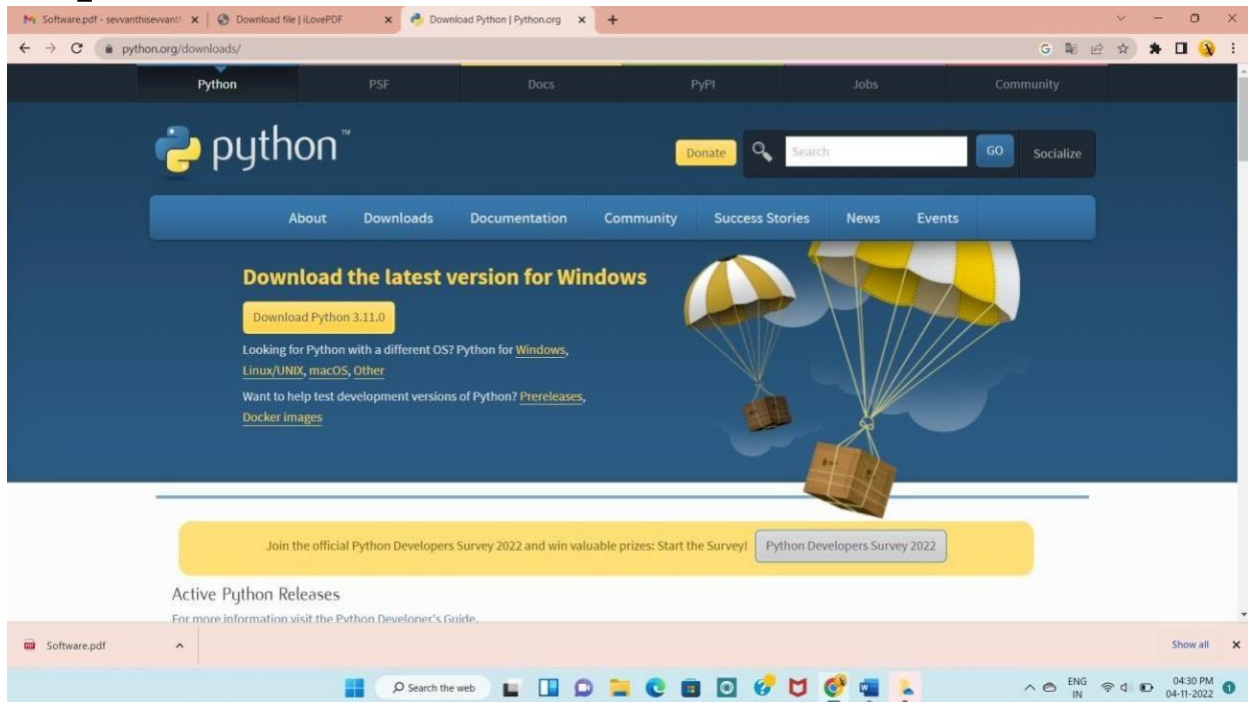 Software.pdf - sevvanthisevvanth
Download file | iLovePDF
Download Python | Python.org
python.org/downloads/
Python
PSF
Docs
PyPI
Jobs
Community
python™
Donate
Search
GO
Socialize
About
Downloads
Documentation
Community
Success Stories
News
Events
Download the latest version for Windows
Download Python 3.11.0
Looking for Python with a different OS? Python for Windows,
Linux/UNIX, macOS, Other
Want to help test development versions of Python? Prereleases,
Docker images
Join the official Python Developers Survey 2022 and win valuable prizes: Start the Survey!
Python Developers Survey 2022
Active Python Releases
For more information visit the Python Developer's Guide.
Software.pdf
Show all
Search the web
ENG
IN
04:30 PM
04-11-2022
1